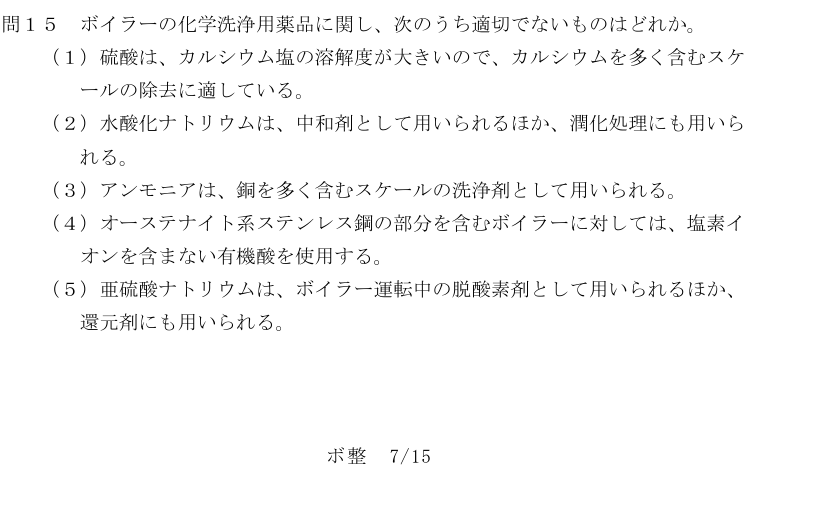 問１５　ボイラーの化学洗浄用薬品に関し、次のうち適切でないものはどれか。
（１）硫酸は、カルシウム塩の溶解度が大きいので、カルシウムを多く含むスケ
ールの除去に適している。
（２）水酸化ナトリウムは、中和剤として用いられるほか、潤化処理にも用いら
れる。
（３）アンモニアは、銅を多く含むスケールの洗浄剤として用いられる。
（４）オーステナイト系ステンレス鋼の部分を含むボイラーに対しては、塩素イ
オンを含まない有機酸を使用する。
（５）亜硫酸ナトリウムは、ボイラー運転中の脱酸素剤として用いられるほか、
還元剤にも用いられる。
ボ整　7/15